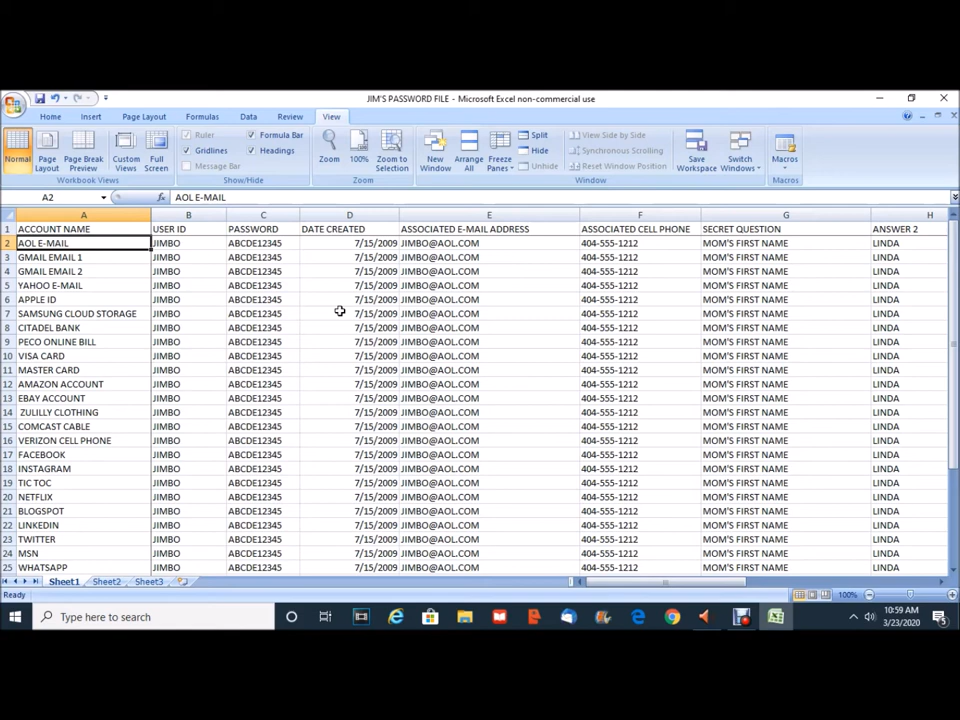 JIM'S PASSWORD FILE - Microsoft Excel non-commercial use
Home Insert Page Layout Formulas Data Review View
Normal Page Layout Page Break Preview Custom Views Full Screen
Workbook Views
Ruler Formula Bar
Gridlines Headings
Message Bar
Show/Hide
Zoom 100% Zoom to Selection
Zoom
New Window Arrange All Freeze Panes
Split
Hide
Unhide
View Side by Side
Synchronous Scrolling
Reset Window Position
Window
Save Workspace Switch Windows
Macros
Macros
A2 fx AOL E-MAIL
A B C D E F G H
1 ACCOUNT NAME USER ID PASSWORD DATE CREATED ASSOCIATED E-MAIL ADDRESS ASSOCIATED CELL PHONE SECRET QUESTION ANSWER 2
2 AOL E-MAIL JIMBO ABCDE12345 7/15/2009 JIMBO@AOL.COM 404-555-1212 MOM'S FIRST NAME LINDA
3 GMAIL EMAIL 1 JIMBO ABCDE12345 7/15/2009 JIMBO@AOL.COM 404-555-1212 MOM'S FIRST NAME LINDA
4 GMAIL EMAIL 2 JIMBO ABCDE12345 7/15/2009 JIMBO@AOL.COM 404-555-1212 MOM'S FIRST NAME LINDA
5 YAHOO E-MAIL JIMBO ABCDE12345 7/15/2009 JIMBO@AOL.COM 404-555-1212 MOM'S FIRST NAME LINDA
6 APPLE ID JIMBO ABCDE12345 7/15/2009 JIMBO@AOL.COM 404-555-1212 MOM'S FIRST NAME LINDA
7 SAMSUNG CLOUD STORAGE JIMBO ABCDE12345 7/15/2009 JIMBO@AOL.COM 404-555-1212 MOM'S FIRST NAME LINDA
8 CITADEL BANK JIMBO ABCDE12345 7/15/2009 JIMBO@AOL.COM 404-555-1212 MOM'S FIRST NAME LINDA
9 PECO ONLINE BILL JIMBO ABCDE12345 7/15/2009 JIMBO@AOL.COM 404-555-1212 MOM'S FIRST NAME LINDA
10 VISA CARD JIMBO ABCDE12345 7/15/2009 JIMBO@AOL.COM 404-555-1212 MOM'S FIRST NAME LINDA
11 MASTER CARD JIMBO ABCDE12345 7/15/2009 JIMBO@AOL.COM 404-555-1212 MOM'S FIRST NAME LINDA
12 AMAZON ACCOUNT JIMBO ABCDE12345 7/15/2009 JIMBO@AOL.COM 404-555-1212 MOM'S FIRST NAME LINDA
13 EBAY ACCOUNT JIMBO ABCDE12345 7/15/2009 JIMBO@AOL.COM 404-555-1212 MOM'S FIRST NAME LINDA
14 ZULILLY CLOTHING JIMBO ABCDE12345 7/15/2009 JIMBO@AOL.COM 404-555-1212 MOM'S FIRST NAME LINDA
15 COMCAST CABLE JIMBO ABCDE12345 7/15/2009 JIMBO@AOL.COM 404-555-1212 MOM'S FIRST NAME LINDA
16 VERIZON CELL PHONE JIMBO ABCDE12345 7/15/2009 JIMBO@AOL.COM 404-555-1212 MOM'S FIRST NAME LINDA
17 FACEBOOK JIMBO ABCDE12345 7/15/2009 JIMBO@AOL.COM 404-555-1212 MOM'S FIRST NAME LINDA
18 INSTAGRAM JIMBO ABCDE12345 7/15/2009 JIMBO@AOL.COM 404-555-1212 MOM'S FIRST NAME LINDA
19 TIC TOC JIMBO ABCDE12345 7/15/2009 JIMBO@AOL.COM 404-555-1212 MOM'S FIRST NAME LINDA
20 NETFLIX JIMBO ABCDE12345 7/15/2009 JIMBO@AOL.COM 404-555-1212 MOM'S FIRST NAME LINDA
21 BLOGSPOT JIMBO ABCDE12345 7/15/2009 JIMBO@AOL.COM 404-555-1212 MOM'S FIRST NAME LINDA
22 LINKEDIN JIMBO ABCDE12345 7/15/2009 JIMBO@AOL.COM 404-555-1212 MOM'S FIRST NAME LINDA
23 TWITTER JIMBO ABCDE12345 7/15/2009 JIMBO@AOL.COM 404-555-1212 MOM'S FIRST NAME LINDA
24 MSN JIMBO ABCDE12345 7/15/2009 JIMBO@AOL.COM 404-555-1212 MOM'S FIRST NAME LINDA
25 WHATSAPP JIMBO ABCDE12345 7/15/2009 JIMBO@AOL.COM 404-555-1212 MOM'S FIRST NAME LINDA
Sheet1 Sheet2 Sheet3
Ready 100%
Type here to search
10:59 AM
3/23/2020
5